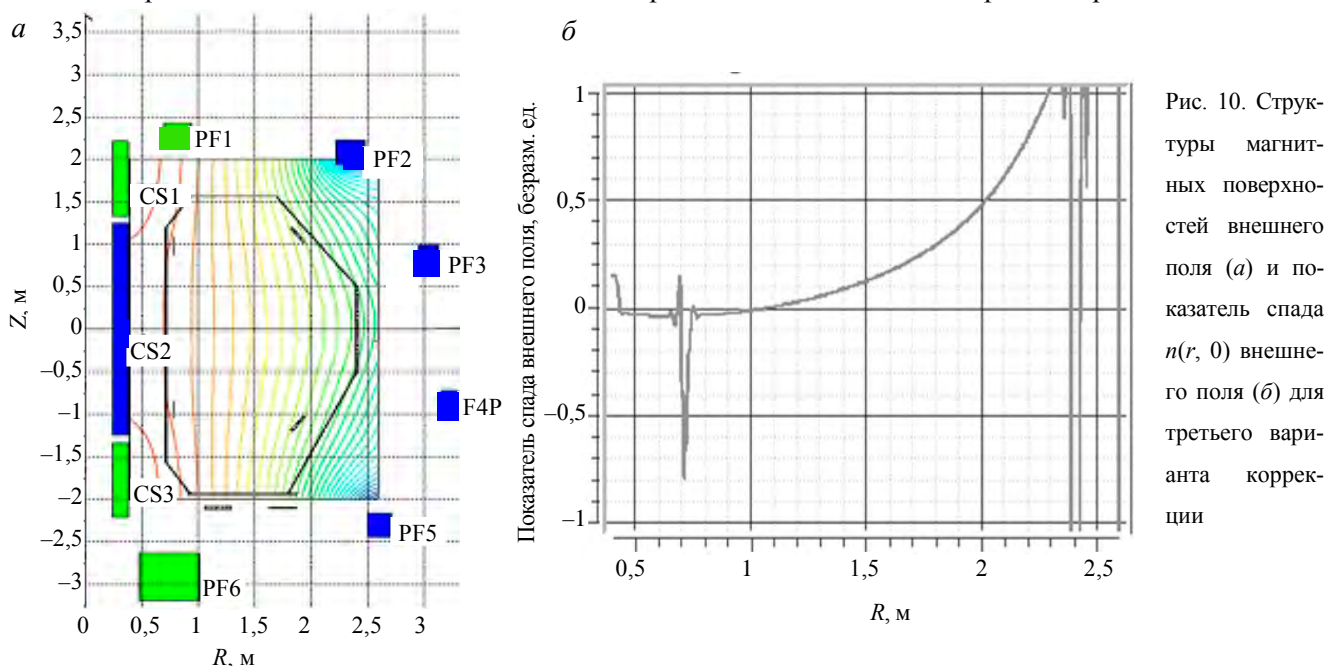 а
Z, м
3,5
3
2,5
2
1,5
1
0,5
0
–0,5
–1
–1,5
–2
–2,5
–3
PF1
PF2
CS1
PF3
CS2
F4P
CS3
PF5
PF6
0
0,5
1
1,5
2
2,5
3
R, м
б
Показатель спада внешнего поля, безразм. ед.
1
0,5
0
–0,5
–1
0,5
1
1,5
2
2,5
R, м
Рис. 10. Струк-
туры магнит-
ных поверхно-
стей внешнего
поля (а) и по-
казатель спада
n(r, 0) внешне-
го поля (б) для
третьего вари-
анта коррек-
ции